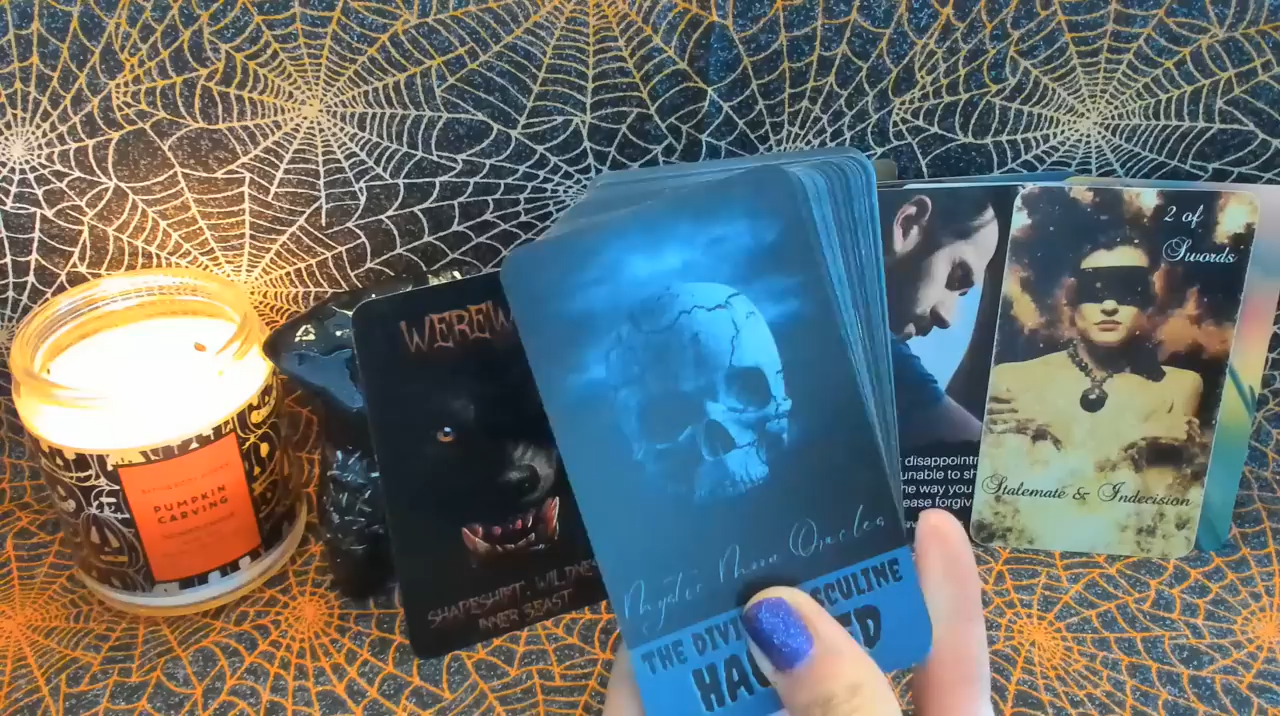 WEREW
SHAPESHIFT, WILDNES
INNER BEAST
PUMPKIN
CARVING
Mystic Moon Oracles
THE DIVI SCULINE
HAU ED
disappointm
unable to sh
he way you
ease forgiv
2 of
Swords
Stalemate & Indecision